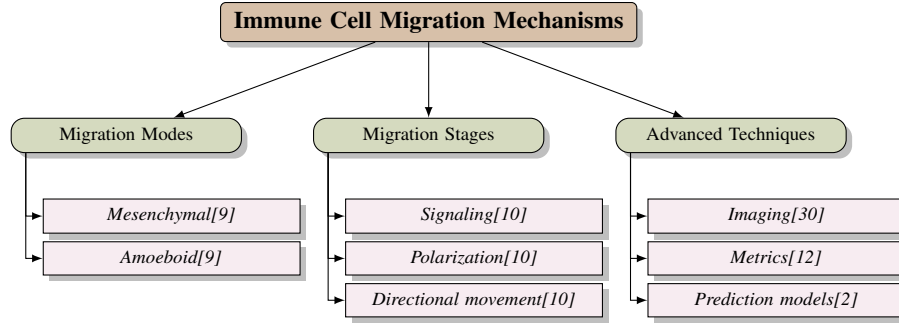 Immune Cell Migration Mechanisms
Migration Modes
Mesenchymal[9]
Amoeboid[9]
Migration Stages
Signaling[10]
Polarization[10]
Directional movement[10]
Advanced Techniques
Imaging[30]
Metrics[12]
Prediction models[2]